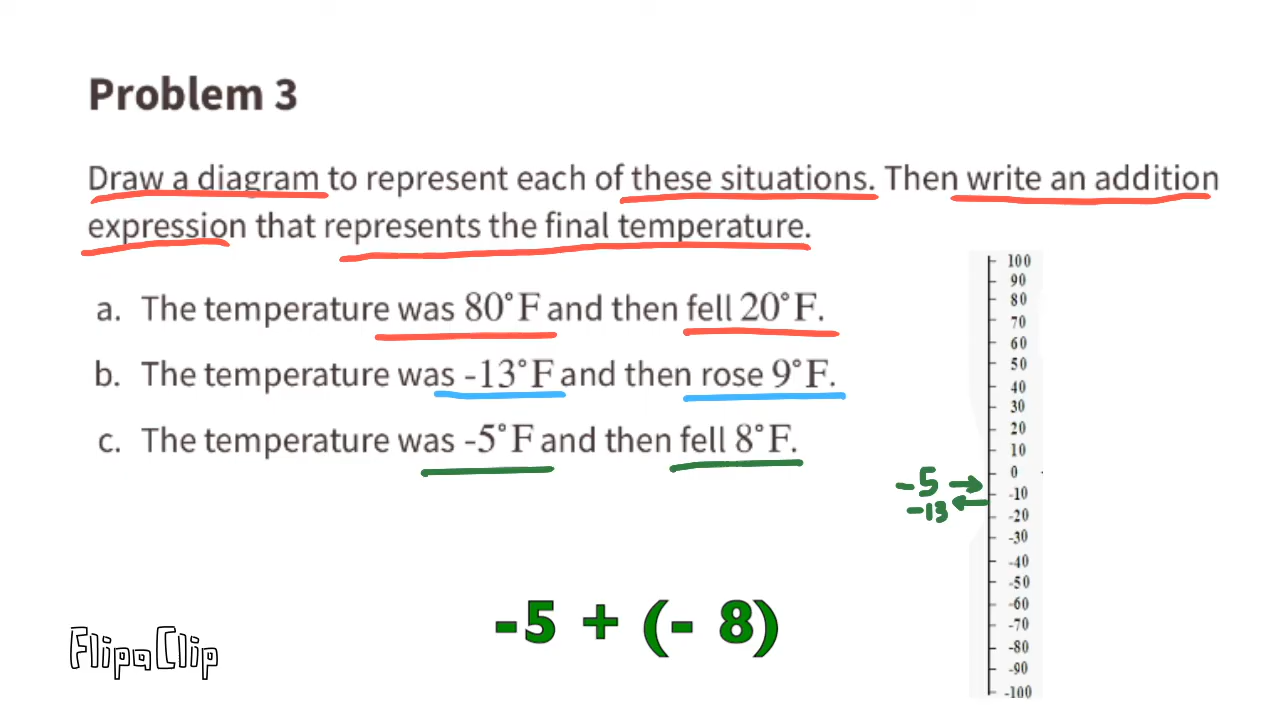 Problem 3
Draw a diagram to represent each of these situations. Then write an addition
expression that represents the final temperature.
a. The temperature was 80°F and then fell 20°F.
b. The temperature was -13°F and then rose 9°F.
c. The temperature was -5°F and then fell 8°F.
100
90
80
70
60
50
40
30
20
10
0
-10
-20
-30
-40
-50
-60
-70
-80
-90
-100
-5
-13
-5 + (- 8)
FlipaClip